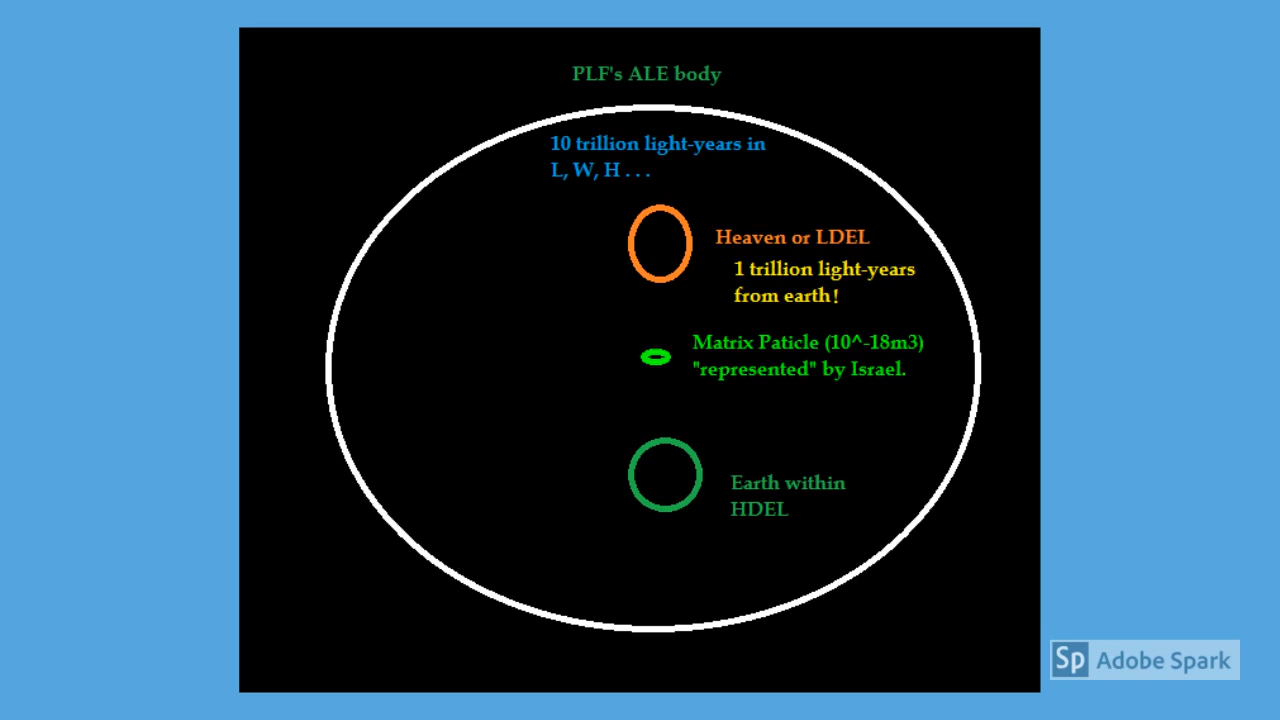 PLF's ALE body
10 trillion light-years in
L, W, H . . .
Heaven or LDEL
1 trillion light-years
from earth!
Matrix Paticle (10^-18m3)
"represented" by Israel.
Earth within
HDEL
Sp Adobe Spark